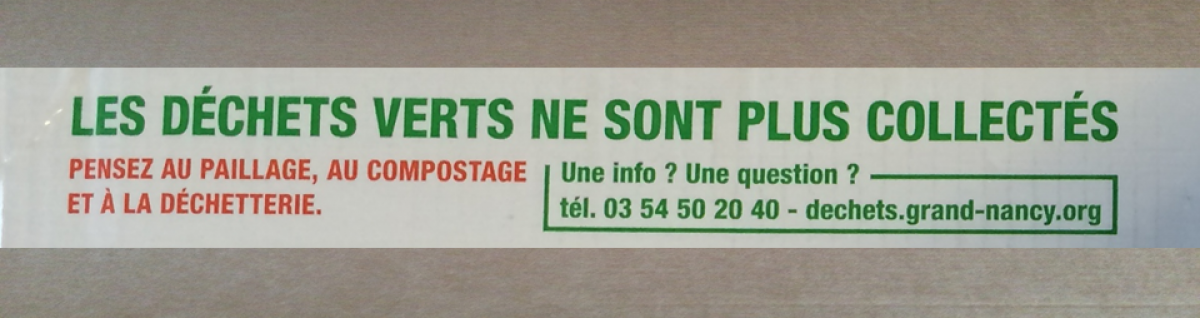 LES DÉCHETS VERTS NE SONT PLUS COLLECTÉS
PENSEZ AU PAILLAGE, AU COMPOSTAGE
ET À LA DÉCHETTERIE.
Une info ? Une question ?
tél. 03 54 50 20 40 - dechets.grand-nancy.org